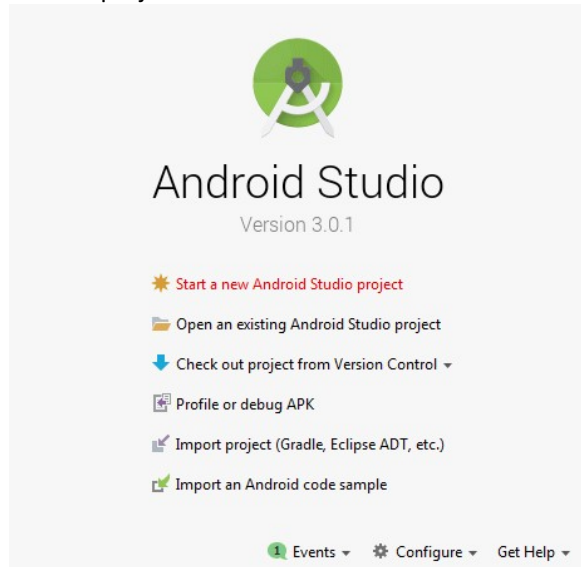 Android Studio
Version 3.0.1
Start a new Android Studio project
Open an existing Android Studio project
Check out project from Version Control
Profile or debug APK
Import project (Gradle, Eclipse ADT, etc.)
Import an Android code sample
1 Events Configure Get Help